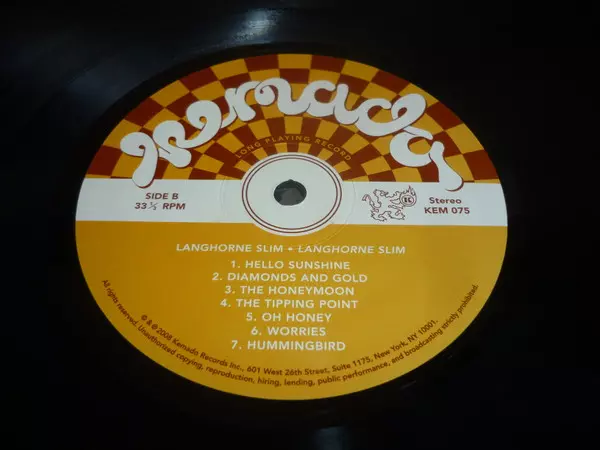 Kemado
LONG PLAYING RECORD
SIDE B
33 ⅓ RPM
K
Stereo
KEM 075
LANGHORNE SLIM • LANGHORNE SLIM
1. HELLO SUNSHINE
2. DIAMONDS AND GOLD
3. THE HONEYMOON
4. THE TIPPING POINT
5. OH HONEY
6. WORRIES
7. HUMMINGBIRD
℗ & © 2008 Kemado Records Inc., 601 West 26th Street, Suite 1175, New York, NY 10001.
All rights reserved. Unauthorized copying, reproduction, hiring, lending, public performance, and broadcasting strictly prohibited.